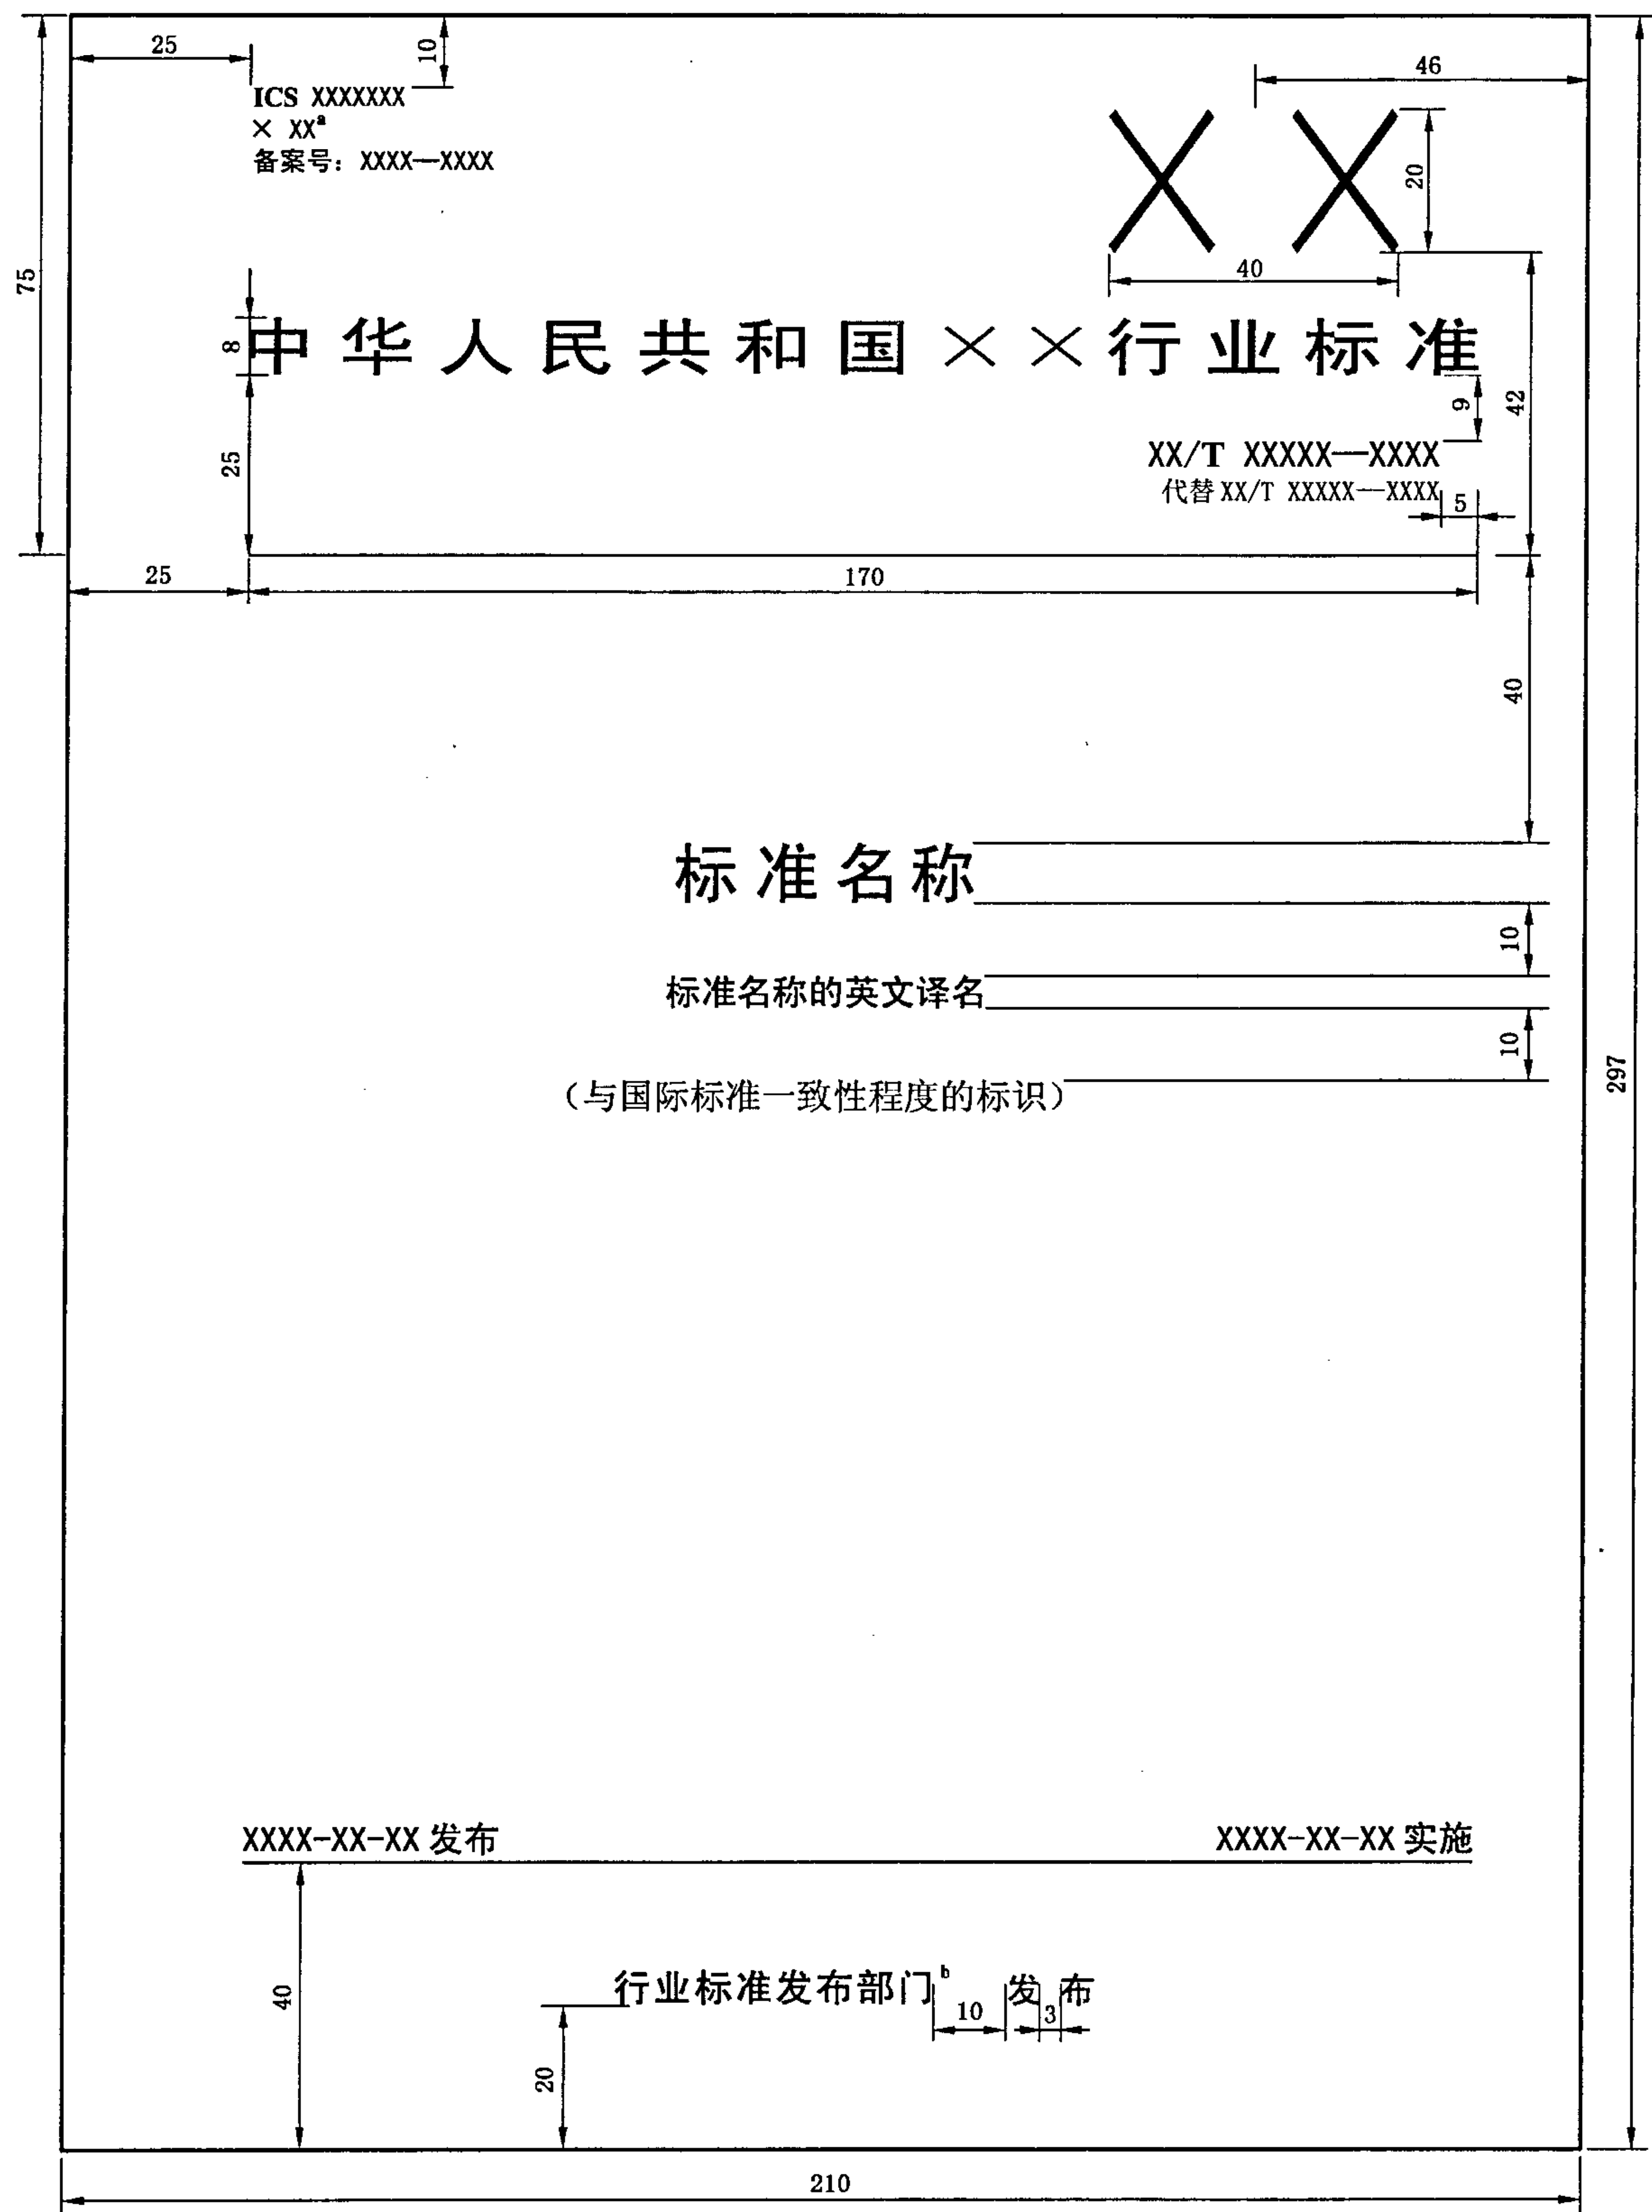 25
10
46
ICS XXXXXXX
× XXᵃ
备案号：XXXX—XXXX
XX
20
40
75
8
中华人民共和国××行业标准
9
42
25
XX/T XXXXX—XXXX
代替XX/T XXXXX—XXXX
5
25
170
40
标准名称
10
标准名称的英文译名
10
（与国际标准一致性程度的标识）
297
XXXX-XX-XX 发布
XXXX-XX-XX 实施
40
行业标准发布部门ᵇ 发布
10
3
20
210